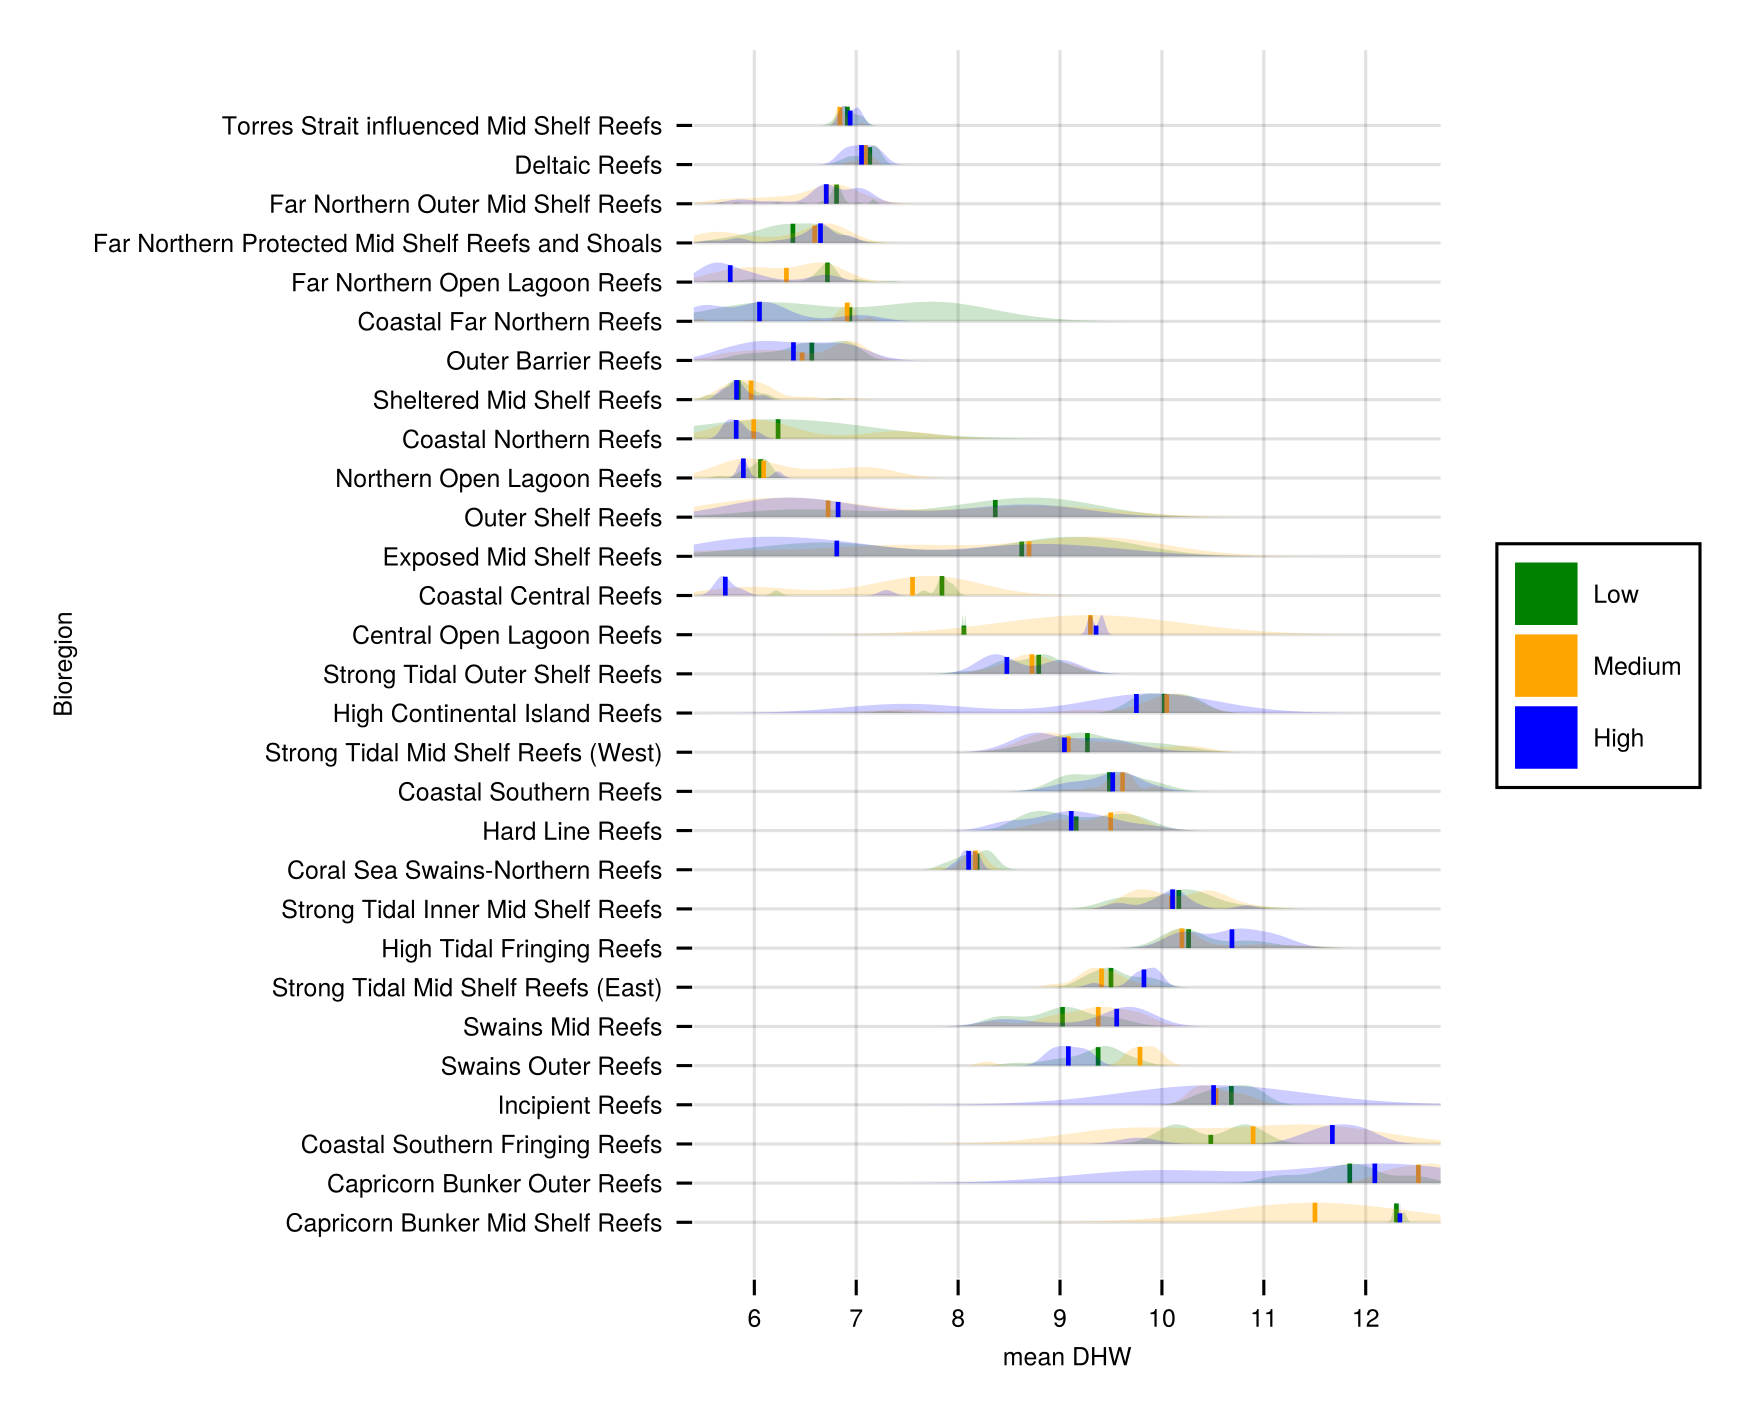 Torres Strait influenced Mid Shelf Reefs
Deltaic Reefs
Far Northern Outer Mid Shelf Reefs
Far Northern Protected Mid Shelf Reefs and Shoals
Far Northern Open Lagoon Reefs
Coastal Far Northern Reefs
Outer Barrier Reefs
Sheltered Mid Shelf Reefs
Coastal Northern Reefs
Northern Open Lagoon Reefs
Outer Shelf Reefs
Exposed Mid Shelf Reefs
Coastal Central Reefs
Central Open Lagoon Reefs
Strong Tidal Outer Shelf Reefs
High Continental Island Reefs
Strong Tidal Mid Shelf Reefs (West)
Coastal Southern Reefs
Hard Line Reefs
Coral Sea Swains-Northern Reefs
Strong Tidal Inner Mid Shelf Reefs
High Tidal Fringing Reefs
Strong Tidal Mid Shelf Reefs (East)
Swains Mid Reefs
Swains Outer Reefs
Incipient Reefs
Coastal Southern Fringing Reefs
Capricorn Bunker Outer Reefs
Capricorn Bunker Mid Shelf Reefs
Bioregion
6 7 8 9 10 11 12
mean DHW
Low
Medium
High